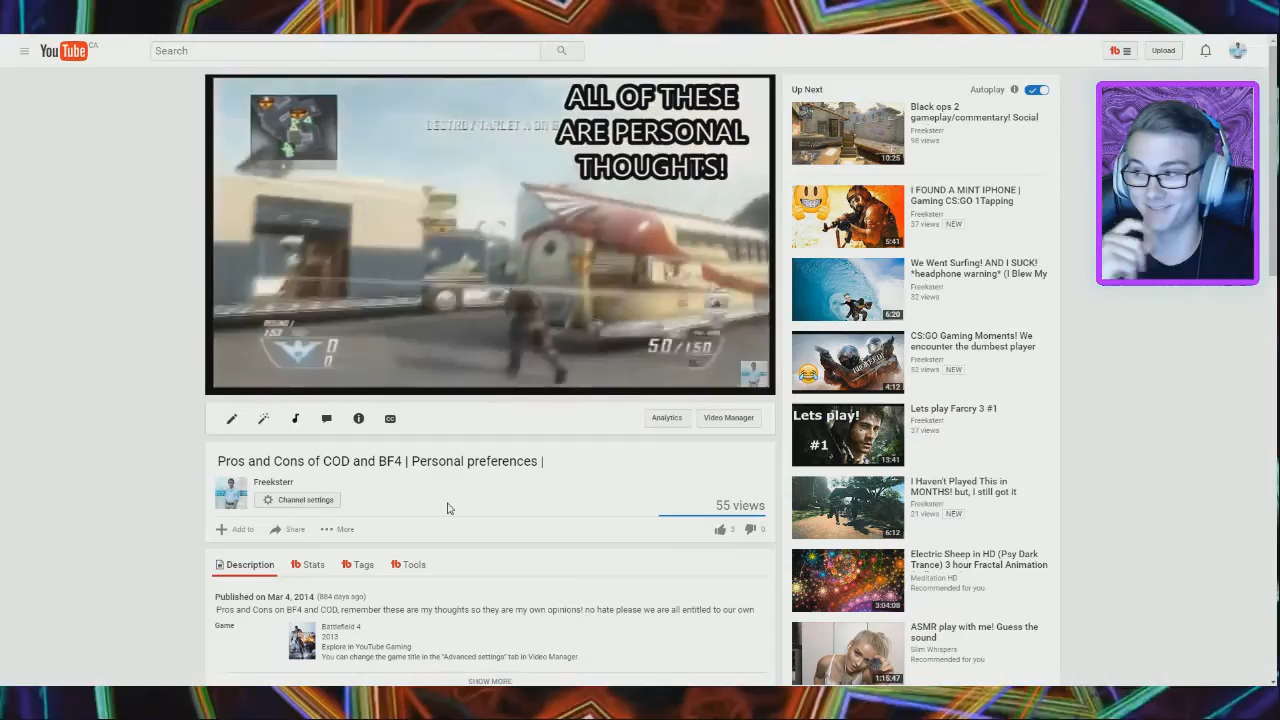 YouTube CA
Search
Upload
ALL OF THESE
ARE PERSONAL
THOUGHTS!
0
0
50/150
Analytics
Video Manager
Pros and Cons of COD and BF4 | Personal preferences |
Freeksterr
Channel settings
55 views
Add to
Share
More
3
0
Description
tb Stats
tb Tags
tb Tools
Published on Mar 4, 2014 (884 days ago)
Pros and Cons on BF4 and COD, remember these are my thoughts so they are my own opinions! no hate please we are all entitled to our own
Game
Battlefield 4
2013
Explore in YouTube Gaming
You can change the game title in the "Advanced settings" tab in Video Manager.
SHOW MORE
Up Next
Autoplay
Black ops 2
gameplay/commentary! Social
Freeksterr
98 views
10:25
I FOUND A MINT IPHONE |
Gaming CS:GO 1Tapping
Freeksterr
37 views NEW
5:41
We Went Surfing! AND I SUCK!
*headphone warning* (I Blew My
Freeksterr
32 views
6:20
CS:GO Gaming Moments! We
encounter the dumbest player
Freeksterr
52 views NEW
4:12
Lets play!
#1
Lets play Farcry 3 #1
Freeksterr
37 views
13:41
I Haven't Played This in
MONTHS! but, I still got it
Freeksterr
21 views NEW
6:12
Electric Sheep in HD (Psy Dark
Trance) 3 hour Fractal Animation
Meditation HD
Recommended for you
3:04:08
ASMR play with me! Guess the
sound
Slim Whispers
Recommended for you
1:15:47